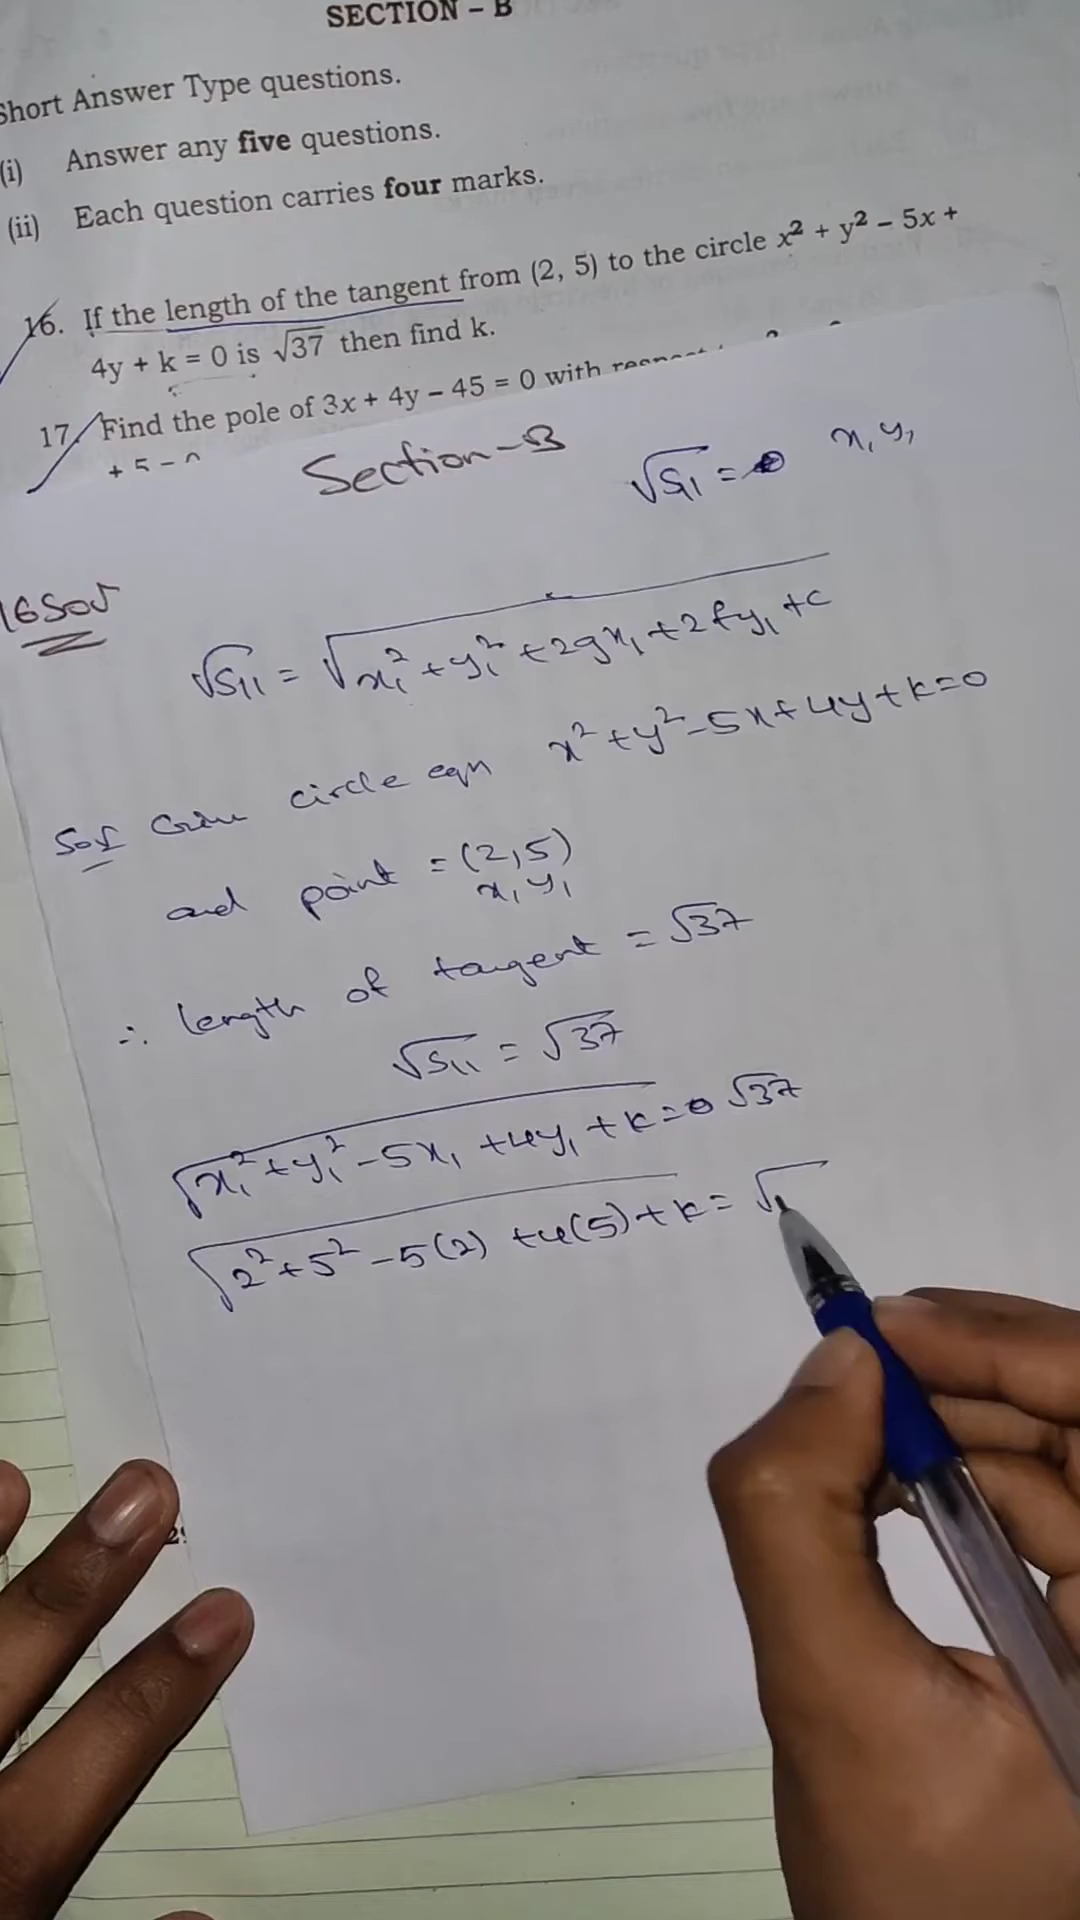 SECTION – B
Short Answer Type questions.
(i) Answer any five questions.
(ii) Each question carries four marks.
16. If the length of the tangent from (2, 5) to the circle x² + y² – 5x +
4y + k = 0 is √37 then find k.
17. Find the pole of 3x + 4y – 45 = 0 with respect
+ 5 – 0
Section-B
√S11 = x₁ y₁
16 Sol
√S₁₁ = √x₁² + y₁² + 2gx₁ + 2fy₁ + c
Sol Given circle eqn x² + y² - 5x + 4y + k = 0
and point = (2,5)
x₁ y₁
∴ length of tangent = √37
√S₁₁ = √37
√x₁² + y₁² - 5x₁ + 4y₁ + k = √37
√2² + 5² - 5(2) + 4(5) + k = √